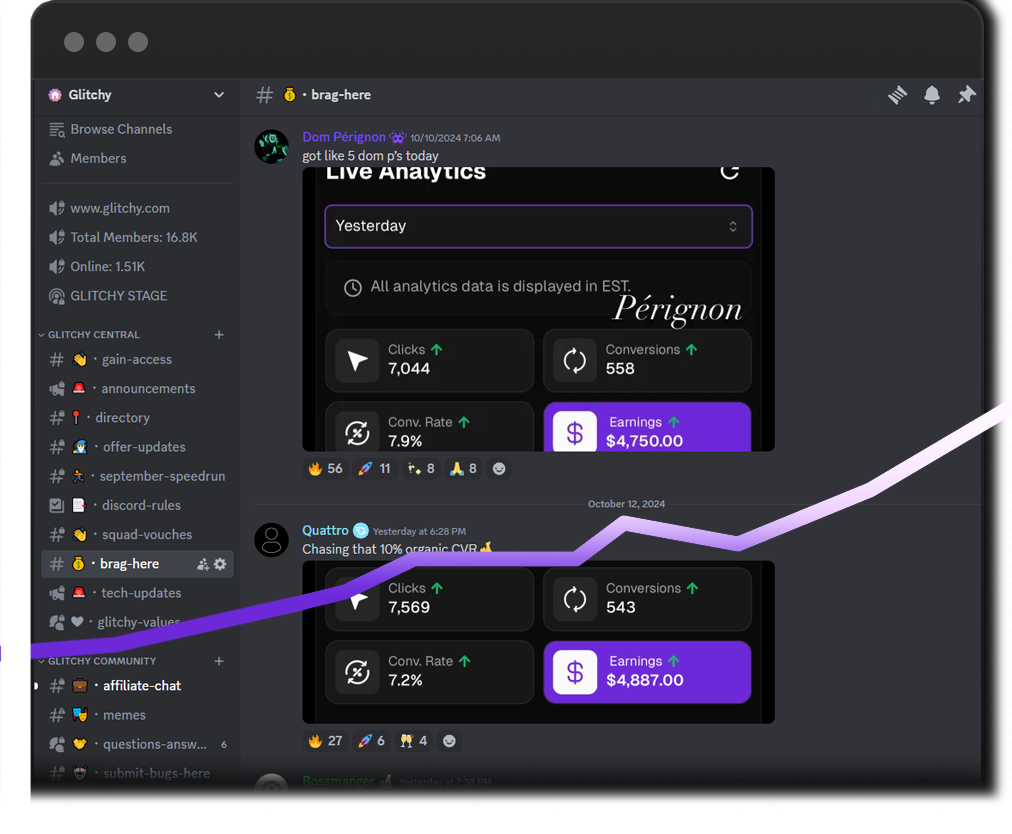 Glitchy
# 💰 · brag-here
Browse Channels
Members
www.glitchy.com
Total Members: 16.8K
Online: 1.51K
GLITCHY STAGE
GLITCHY CENTRAL
👋 · gain-access
🚨 · announcements
📍 · directory
· offer-updates
· september-speedrun
· discord-rules
👋 · squad-vouches
💰 · brag-here
🚨 · tech-updates
· glitchy-values
GLITCHY COMMUNITY
💼 · affiliate-chat
🎭 · memes
· questions-answ... 6
· submit-bugs-here
Dom Pérignon 10/10/2024 7:06 AM
got like 5 dom p's today
Live Analytics
Yesterday
All analytics data is displayed in EST.
Pérignon
Clicks
7,044
Conversions
558
Conv. Rate
7.9%
Earnings
$4,750.00
🔥 56 🚀 11 8 🙏 8
October 12, 2024
Quattro Yesterday at 6:28 PM
Chasing that 10% organic CVR
Clicks
7,569
Conversions
543
Conv. Rate
7.2%
Earnings
$4,887.00
🔥 27 🚀 6 🥂 4
Bossmanger Yesterday at 7:38 PM